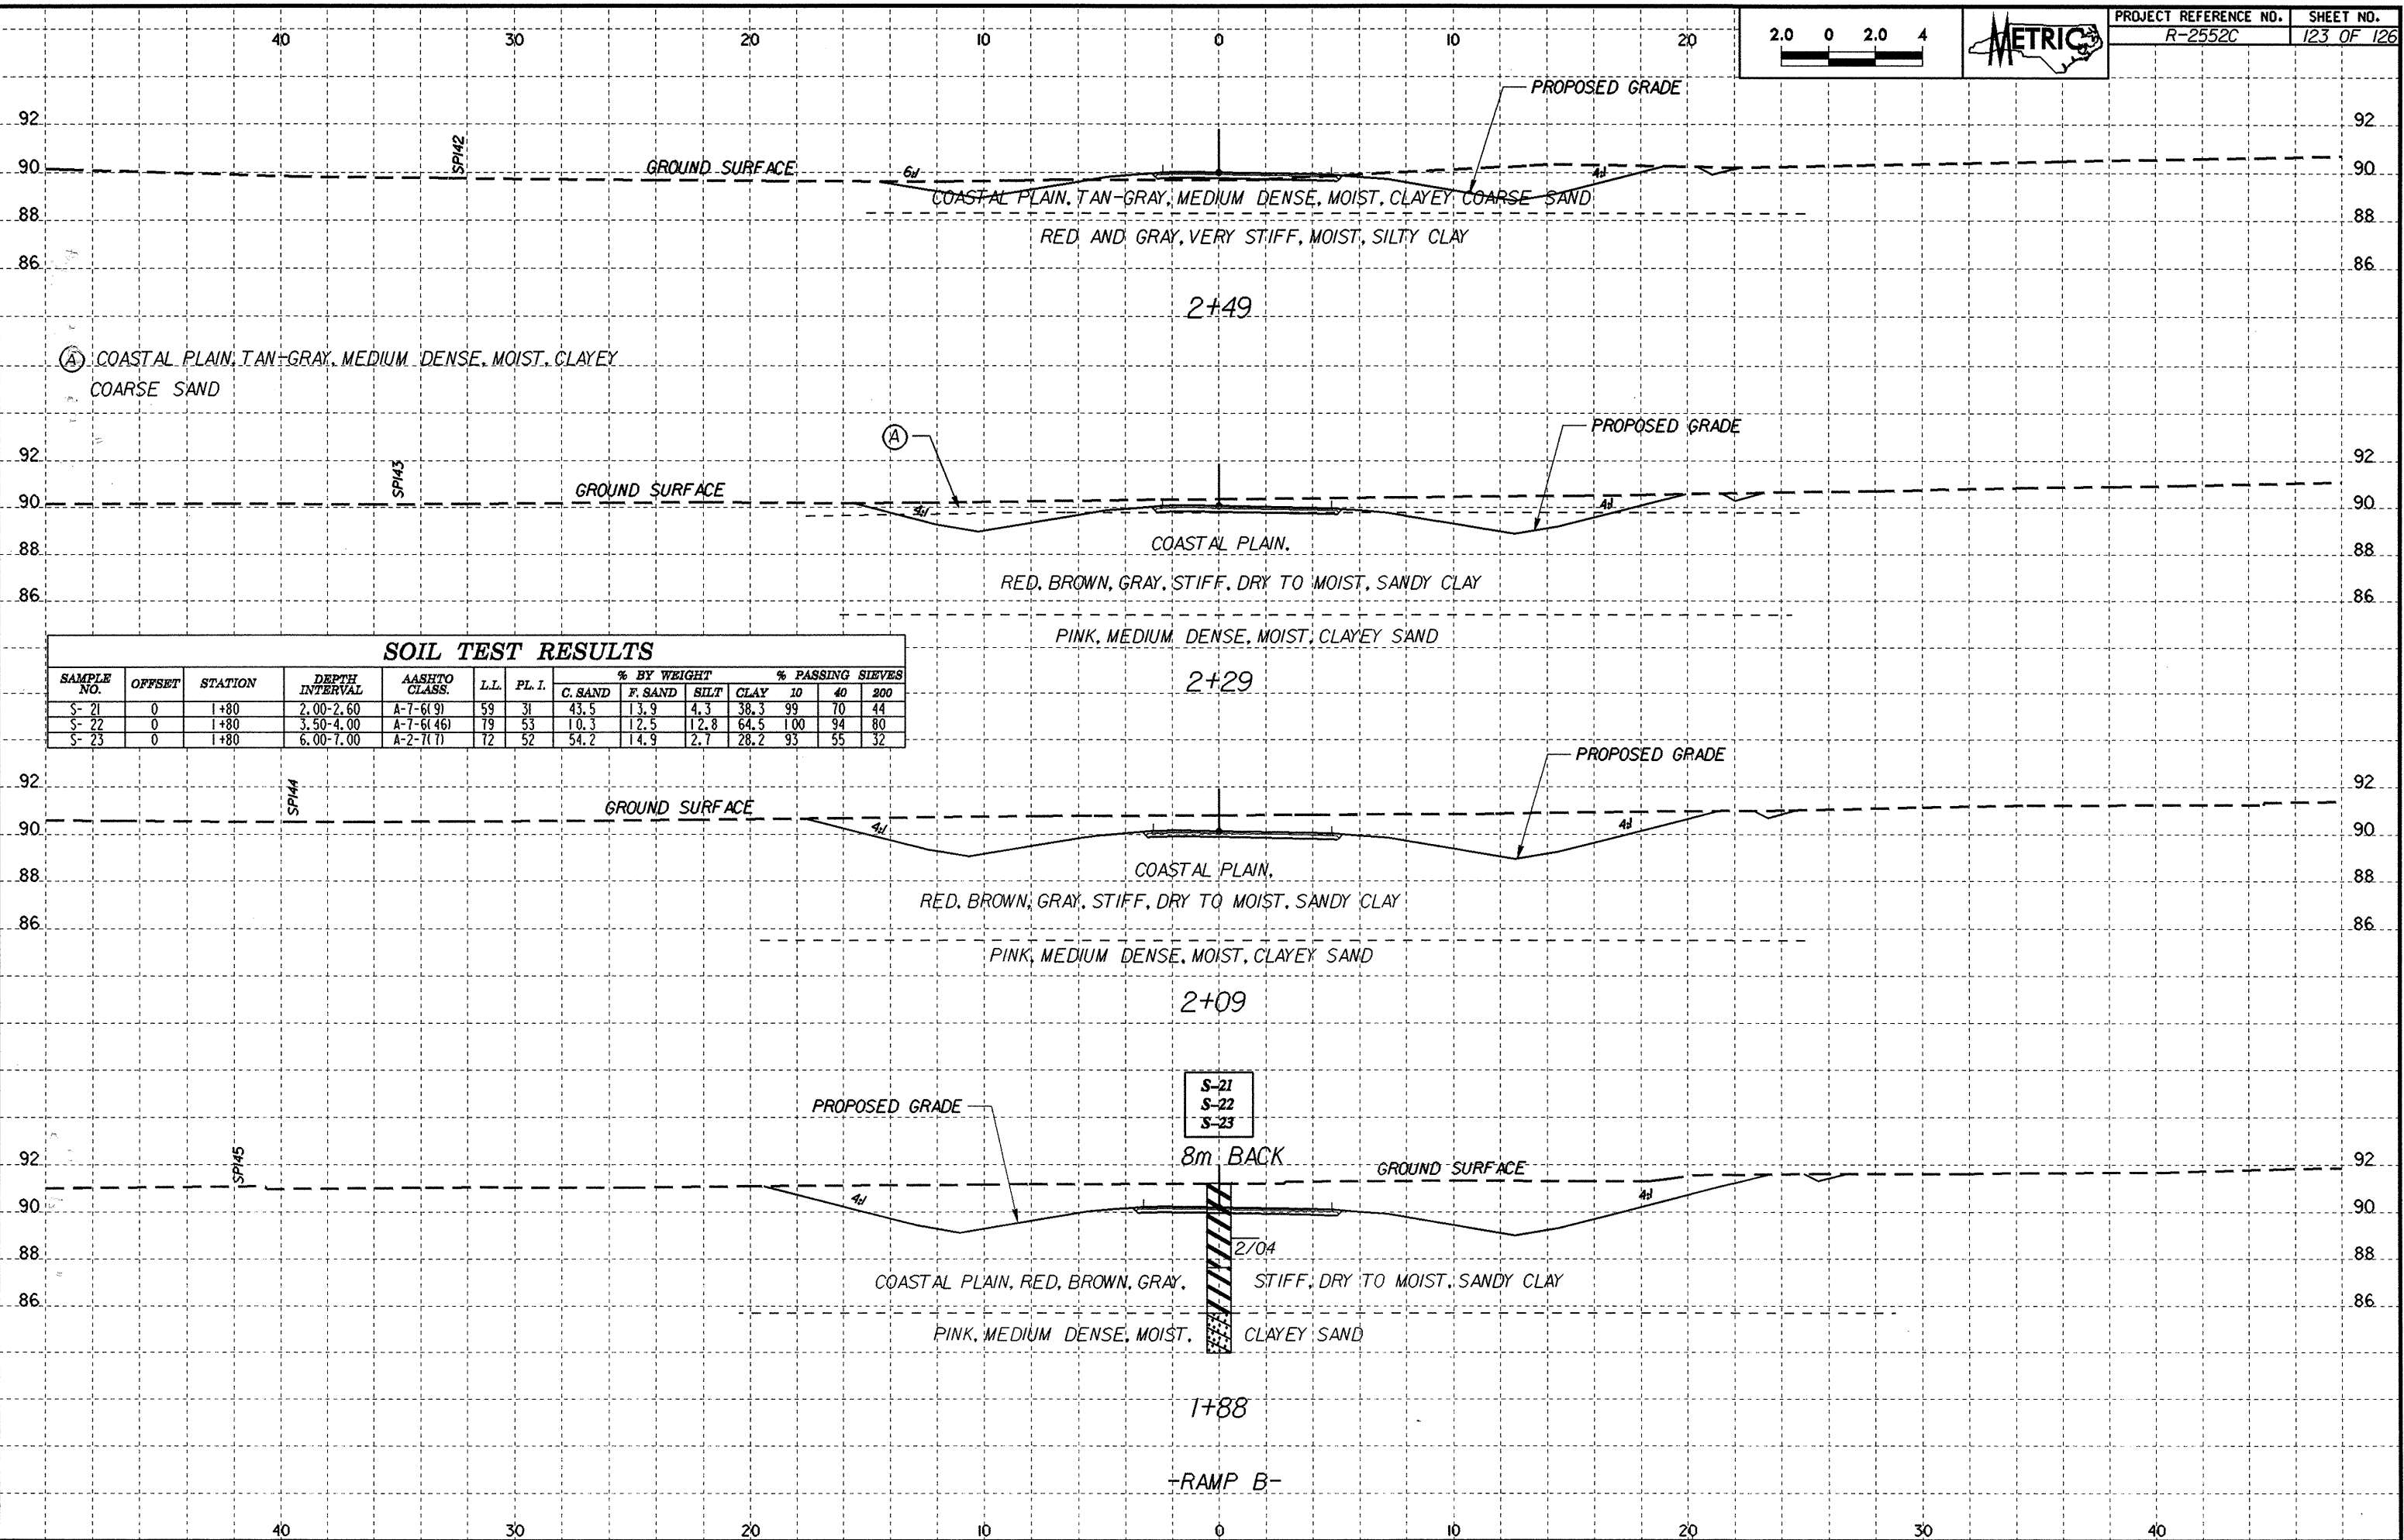 PROJECT REFERENCE NO. SHEET NO.
R-2552C 123 OF 126
METRIC
2.0 0 2.0 4
40 30 20 10 0 10 20
PROPOSED GRADE
92 92
SP142
90 GROUND SURFACE 6:1 4:1 90
COASTAL PLAIN, TAN-GRAY, MEDIUM DENSE, MOIST, CLAYEY COARSE SAND
88 88
RED AND GRAY, VERY STIFF, MOIST, SILTY CLAY
86 86
2+49
A COASTAL PLAIN, TAN-GRAY, MEDIUM DENSE, MOIST, CLAYEY
COARSE SAND
A PROPOSED GRADE
92 92
SP143
GROUND SURFACE
90 4:1 90
COASTAL PLAIN,
88 88
RED, BROWN, GRAY, STIFF, DRY TO MOIST, SANDY CLAY
86 86
PINK, MEDIUM DENSE, MOIST, CLAYEY SAND
2+29
SOIL TEST RESULTS
SAMPLE NO. OFFSET STATION DEPTH INTERVAL AASHTO CLASS. L.L. PL. I. % BY WEIGHT % PASSING SIEVES
C. SAND F. SAND SILT CLAY 10 40 200
S- 21 0 1+80 2.00-2.60 A-7-6(9) 59 31 43.5 13.9 4.3 38.3 99 70 44
S- 22 0 1+80 3.50-4.00 A-7-6(46) 79 53 10.3 12.5 12.8 64.5 100 94 80
S- 23 0 1+80 6.00-7.00 A-2-7(7) 72 52 54.2 14.9 2.7 28.2 93 55 32
PROPOSED GRADE
92 92
SP144
GROUND SURFACE
90 4:1 4:1 90
COASTAL PLAIN,
88 88
RED, BROWN, GRAY, STIFF, DRY TO MOIST, SANDY CLAY
86 86
PINK, MEDIUM DENSE, MOIST, CLAYEY SAND
2+09
S-21
S-22
S-23
PROPOSED GRADE
8m BACK
92 92
SP145
GROUND SURFACE
90 4:1 4:1 90
2/04
88 88
COASTAL PLAIN, RED, BROWN, GRAY, STIFF, DRY TO MOIST, SANDY CLAY
86 86
PINK, MEDIUM DENSE, MOIST, CLAYEY SAND
1+88
-RAMP B-
40 30 20 10 0 10 20 30 40